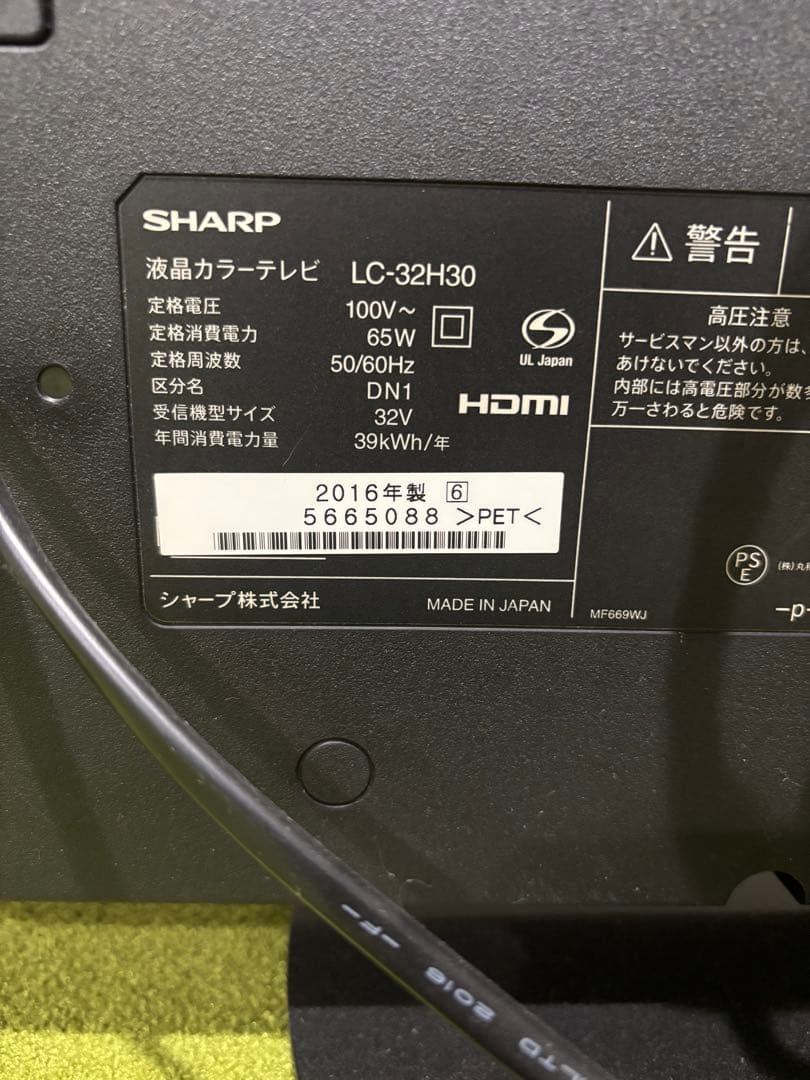 SHARP
液晶カラーテレビ LC-32H30
定格電圧 100V～
定格消費電力 65W
定格周波数 50/60Hz
区分名 DN1
受信機型サイズ 32V
年間消費電力量 39kWh/年
UL Japan
HDMI
2016年製 6
5665088 >PET<
シャープ株式会社 MADE IN JAPAN
警告
高圧注意
サービスマン以外の方は、
あけないでください。
内部には高電圧部分が数
万一さわると危険です。
PS
E
(株)
MF669WJ
-F-
LTD 2016